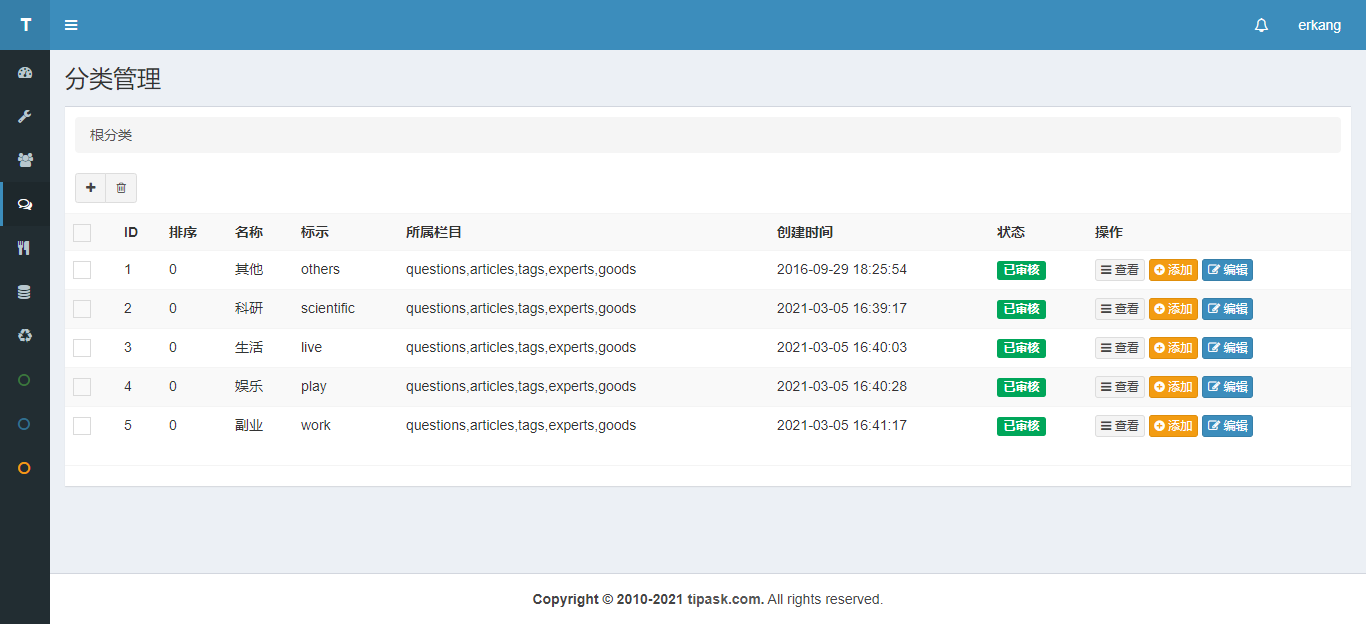 T
erkang
分类管理
根分类
ID 排序 名称 标示 所属栏目 创建时间 状态 操作
1 0 其他 others questions,articles,tags,experts,goods 2016-09-29 18:25:54 已审核 查看 添加 编辑
2 0 科研 scientific questions,articles,tags,experts,goods 2021-03-05 16:39:17 已审核 查看 添加 编辑
3 0 生活 live questions,articles,tags,experts,goods 2021-03-05 16:40:03 已审核 查看 添加 编辑
4 0 娱乐 play questions,articles,tags,experts,goods 2021-03-05 16:40:28 已审核 查看 添加 编辑
5 0 副业 work questions,articles,tags,experts,goods 2021-03-05 16:41:17 已审核 查看 添加 编辑
Copyright © 2010-2021 tipask.com. All rights reserved.